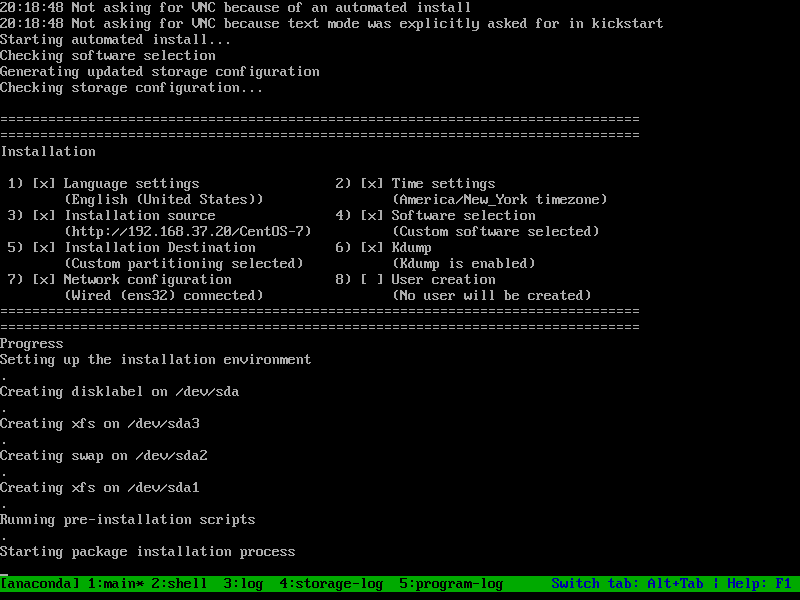 20:18:48 Not asking for VNC because of an automated install
20:18:48 Not asking for VNC because text mode was explicitly asked for in kickstart
Starting automated install...
Checking software selection
Generating updated storage configuration
Checking storage configuration...
================================================================================
================================================================================
Installation
1) [x] Language settings                 2) [x] Time settings
(English (United States))                (America/New_York timezone)
3) [x] Installation source               4) [x] Software selection
(http://192.168.37.20/CentOS-7)          (Custom software selected)
5) [x] Installation Destination          6) [x] Kdump
(Custom partitioning selected)           (Kdump is enabled)
7) [x] Network configuration             8) [ ] User creation
(Wired (ens32) connected)                (No user will be created)
================================================================================
================================================================================
Progress
Setting up the installation environment
.
Creating disklabel on /dev/sda
.
Creating xfs on /dev/sda3
.
Creating swap on /dev/sda2
.
Creating xfs on /dev/sda1
.
Running pre-installation scripts
.
Starting package installation process
[anaconda] 1:main* 2:shell  3:log  4:storage-log  5:program-log      Switch tab: Alt+Tab | Help: F1